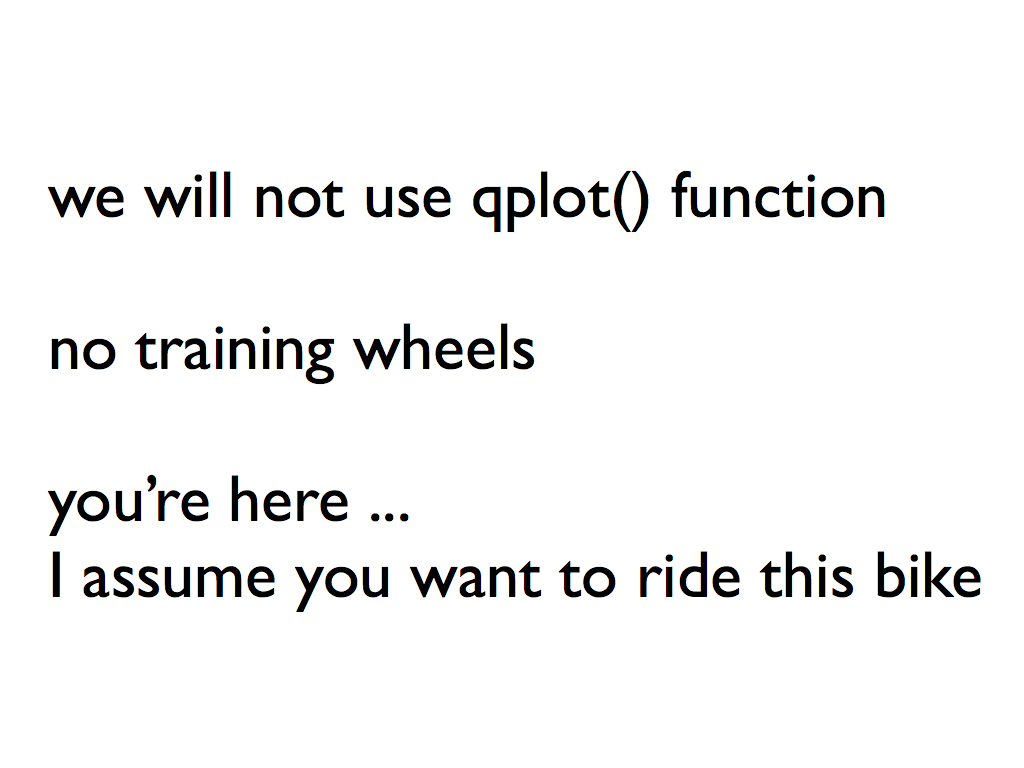 we will not use qplot() function
no training wheels
you’re here ...
I assume you want to ride this bike